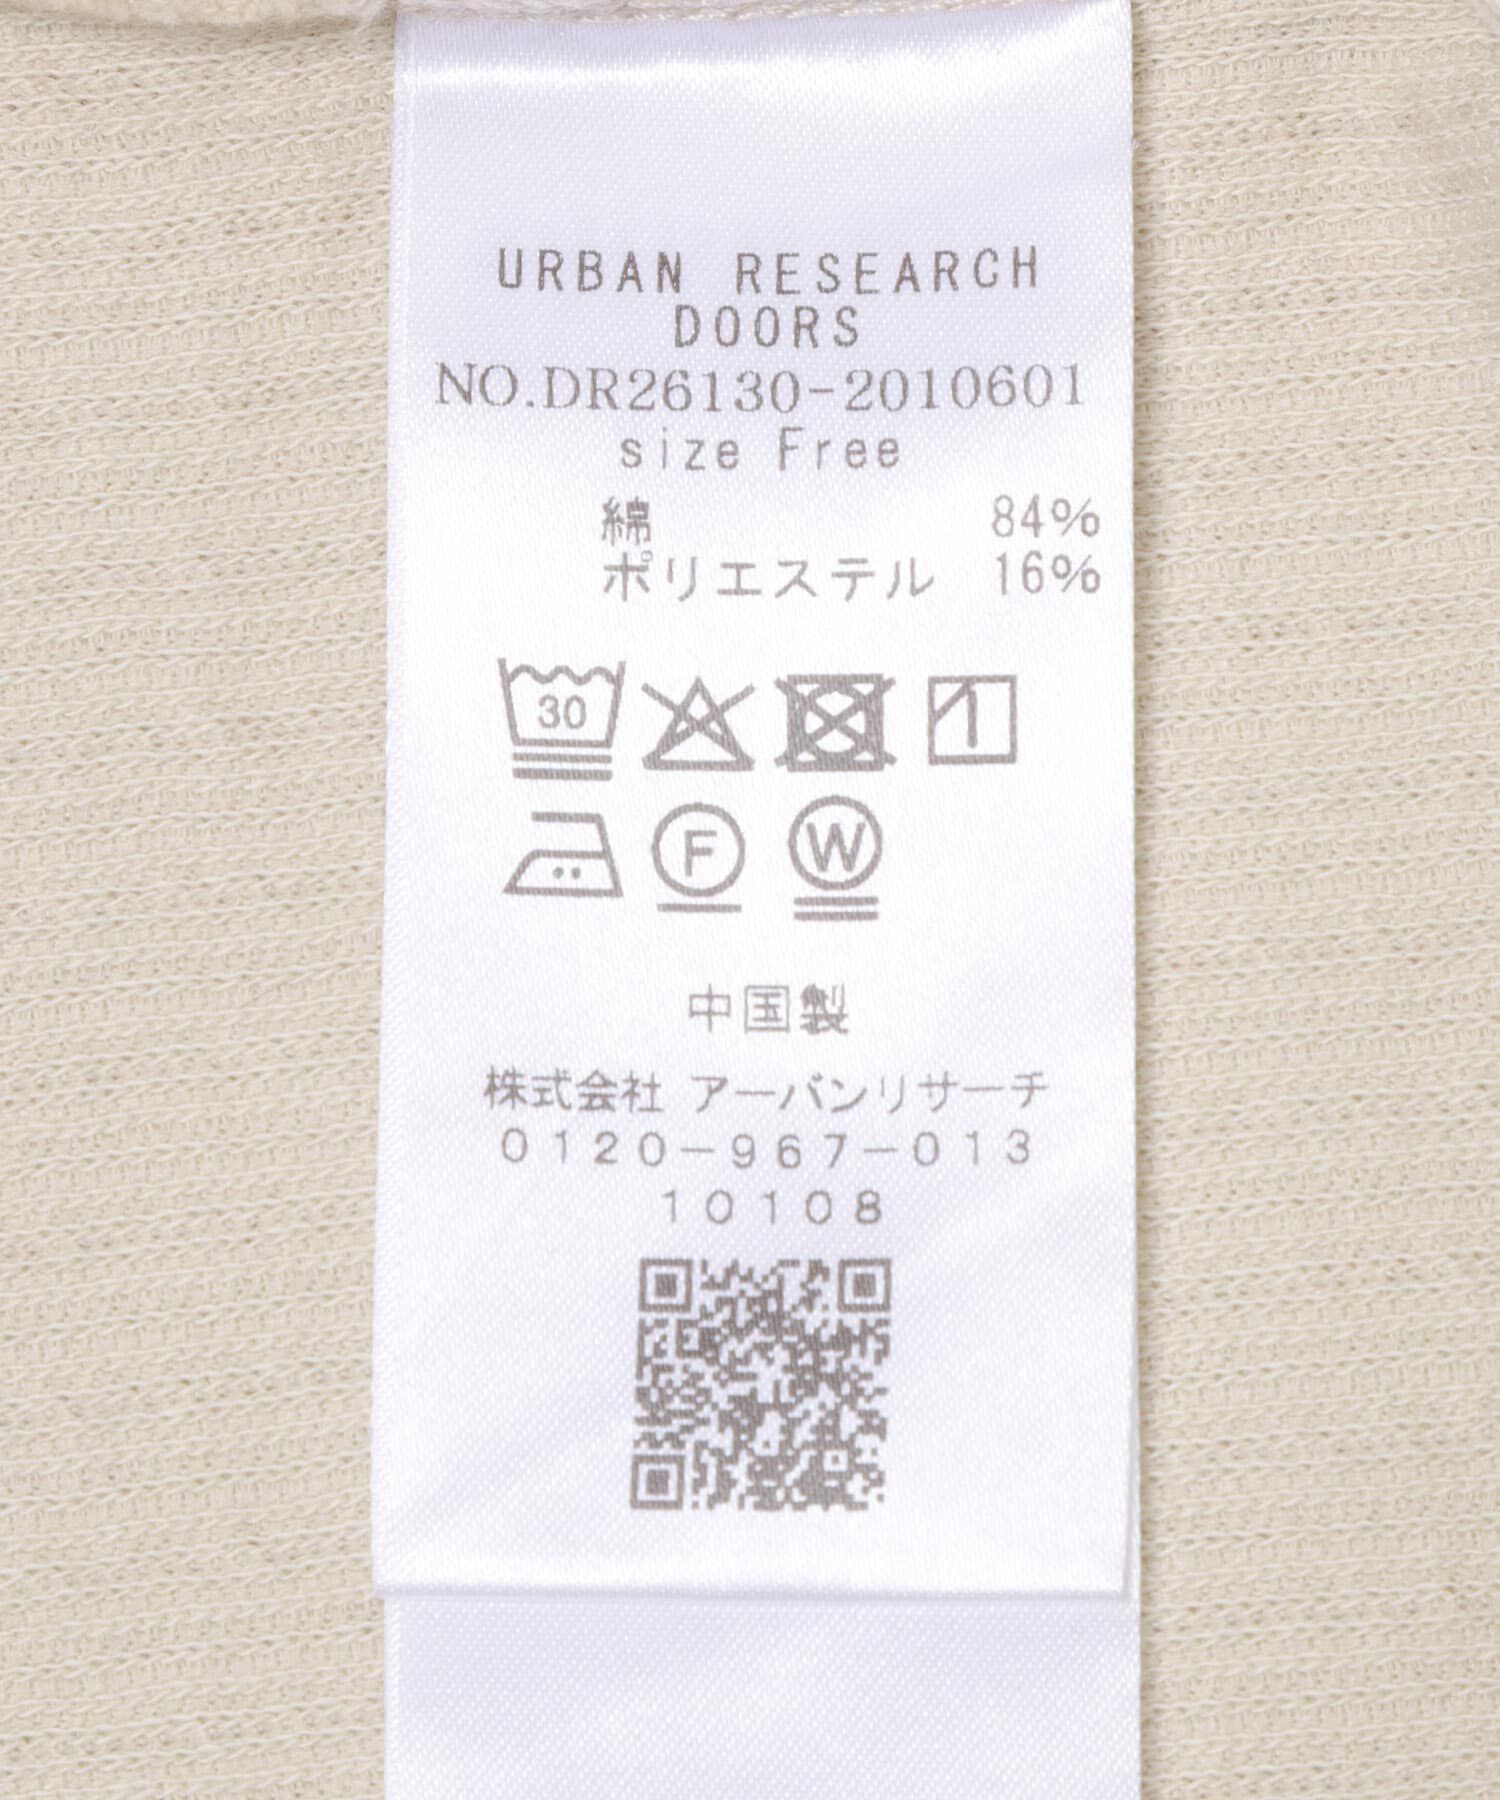 URBAN RESEARCH
DOORS
NO.DR26130-2010601
size Free
綿 84%
ポリエステル 16%
30
F W
中国製
株式会社 アーバンリサーチ
0120-967-013
10108